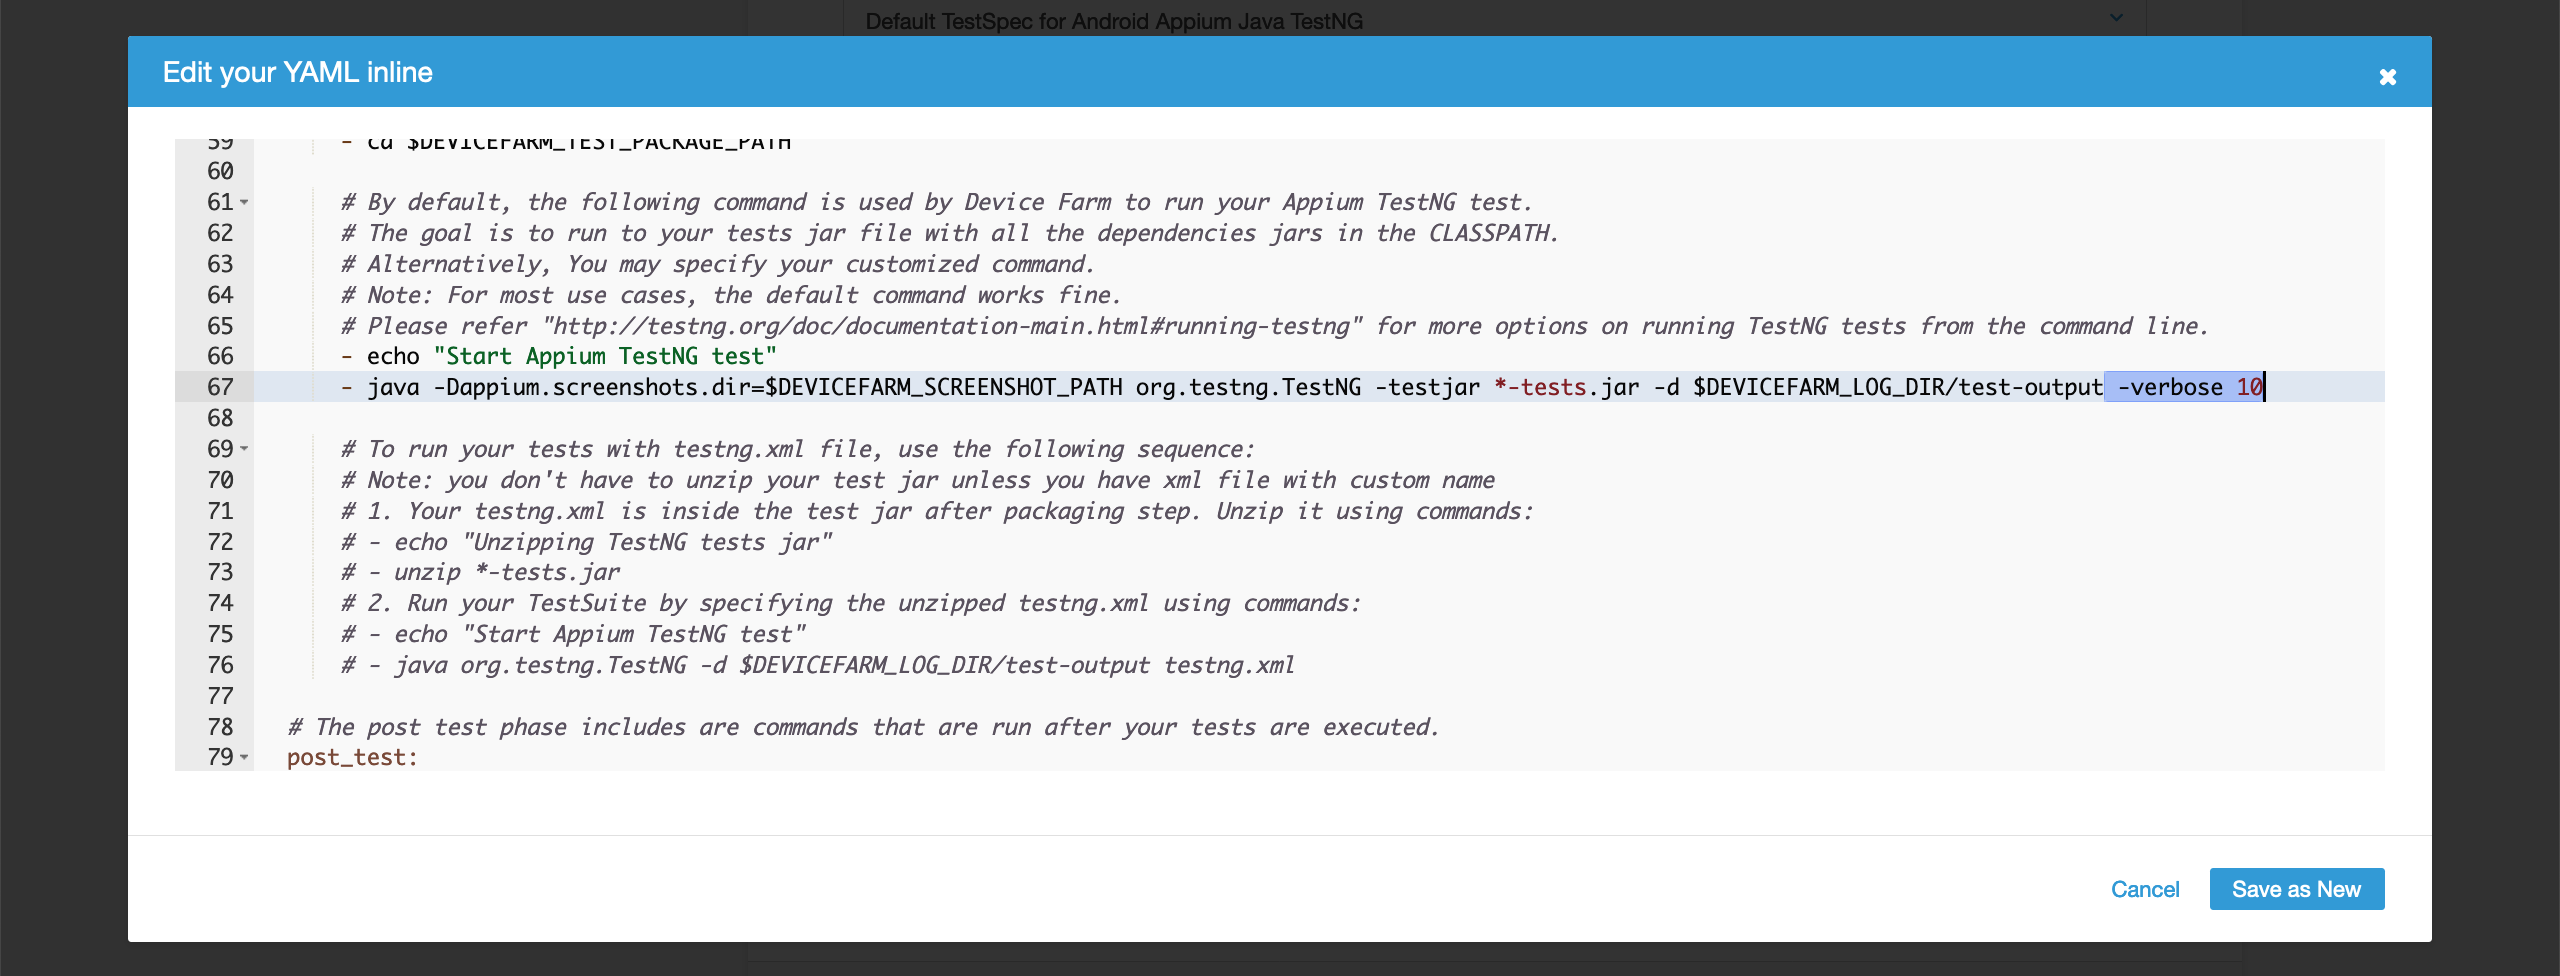 Default TestSpec for Android Appium Java TestNG
Edit your YAML inline
59 - cd $DEVICEFARM_TEST_PACKAGE_PATH
60
61 # By default, the following command is used by Device Farm to run your Appium TestNG test.
62 # The goal is to run to your tests jar file with all the dependencies jars in the CLASSPATH.
63 # Alternatively, You may specify your customized command.
64 # Note: For most use cases, the default command works fine.
65 # Please refer "http://testng.org/doc/documentation-main.html#running-testng" for more options on running TestNG tests from the command line.
66 - echo "Start Appium TestNG test"
67 - java -Dappium.screenshots.dir=$DEVICEFARM_SCREENSHOT_PATH org.testng.TestNG -testjar *-tests.jar -d $DEVICEFARM_LOG_DIR/test-output -verbose 10
68
69 # To run your tests with testng.xml file, use the following sequence:
70 # Note: you don't have to unzip your test jar unless you have xml file with custom name
71 # 1. Your testng.xml is inside the test jar after packaging step. Unzip it using commands:
72 # - echo "Unzipping TestNG tests jar"
73 # - unzip *-tests.jar
74 # 2. Run your TestSuite by specifying the unzipped testng.xml using commands:
75 # - echo "Start Appium TestNG test"
76 # - java org.testng.TestNG -d $DEVICEFARM_LOG_DIR/test-output testng.xml
77
78 # The post test phase includes are commands that are run after your tests are executed.
79 post_test:
Cancel
Save as New